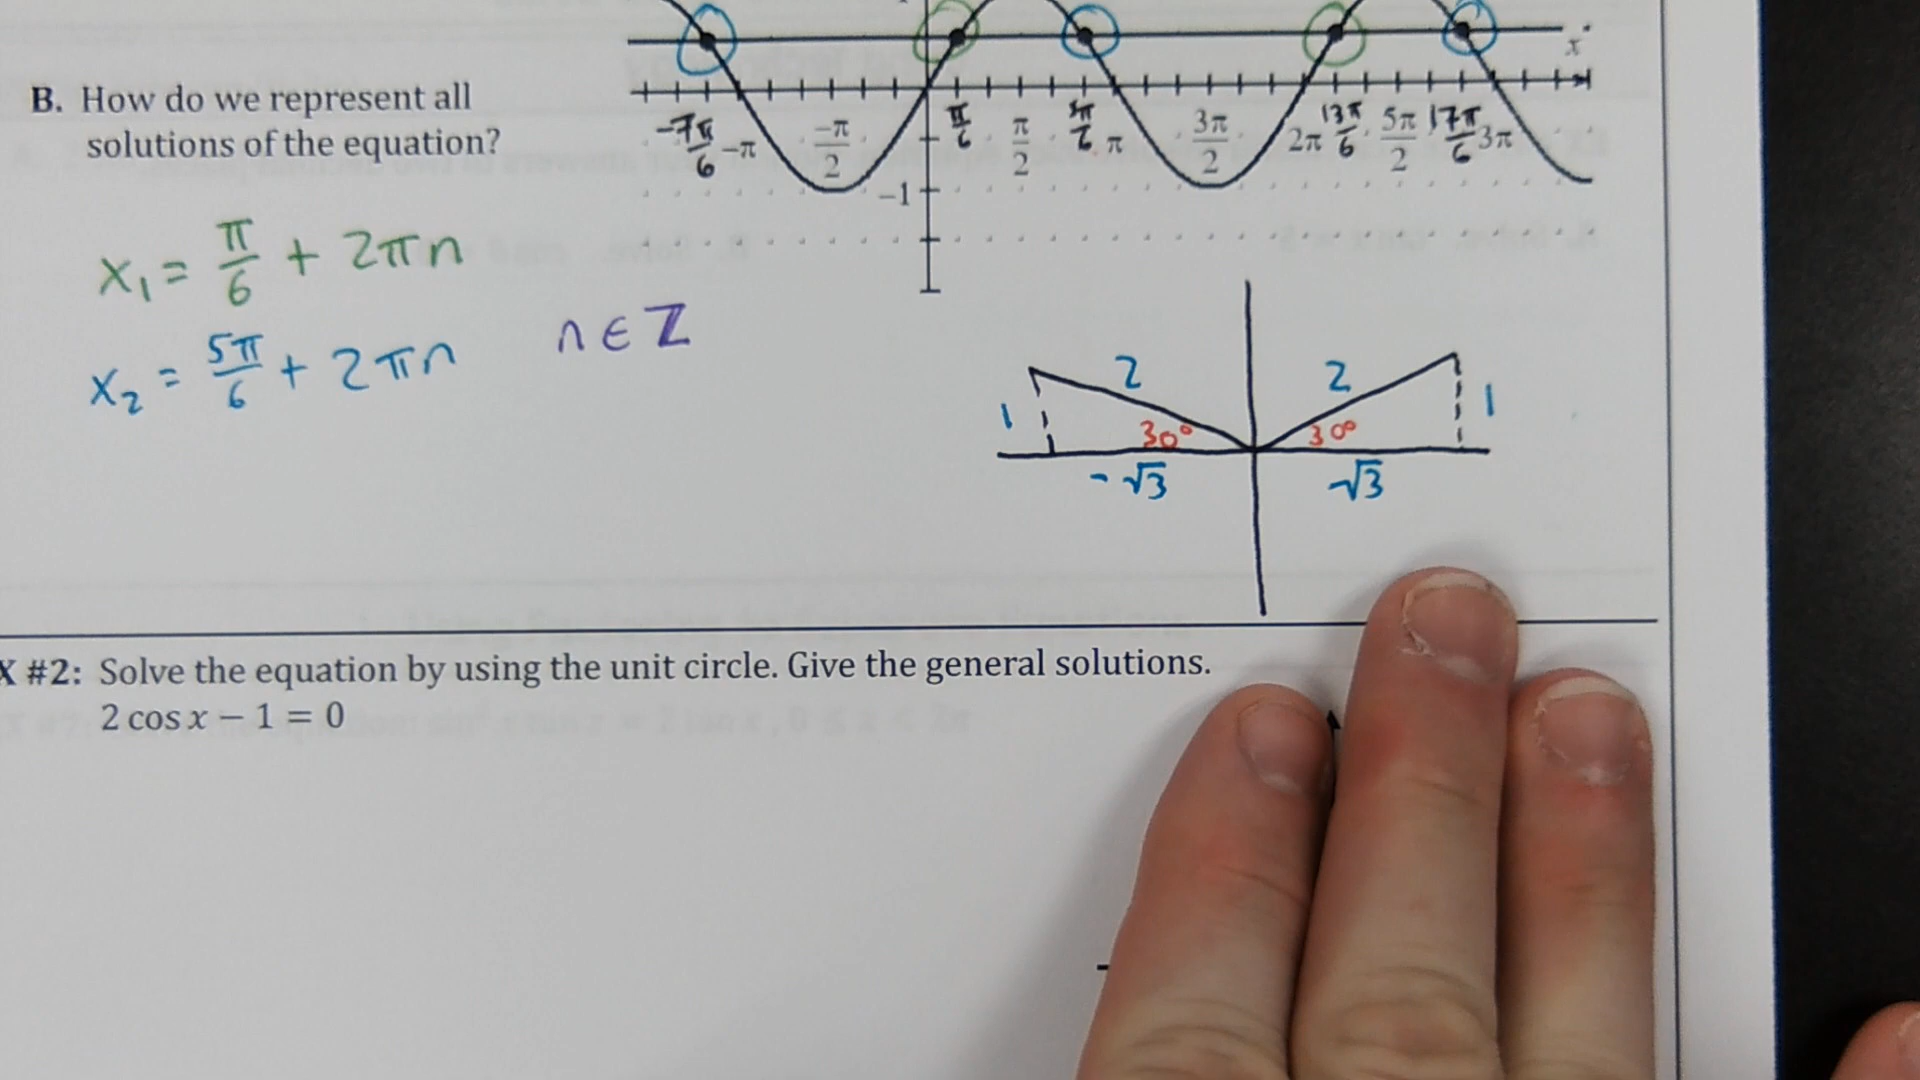 x
B. How do we represent all
solutions of the equation?
-7π/6 -π -π/2 π/6 π/2 5π/6 π 3π/2 2π 13π/6 5π/2 17π/6 3π
-1
x₁ = π/6 + 2πn
x₂ = 5π/6 + 2πn n ∈ Z
2 2
1 30° 30° 1
-√3 √3
X #2: Solve the equation by using the unit circle. Give the general solutions.
2 cos x − 1 = 0